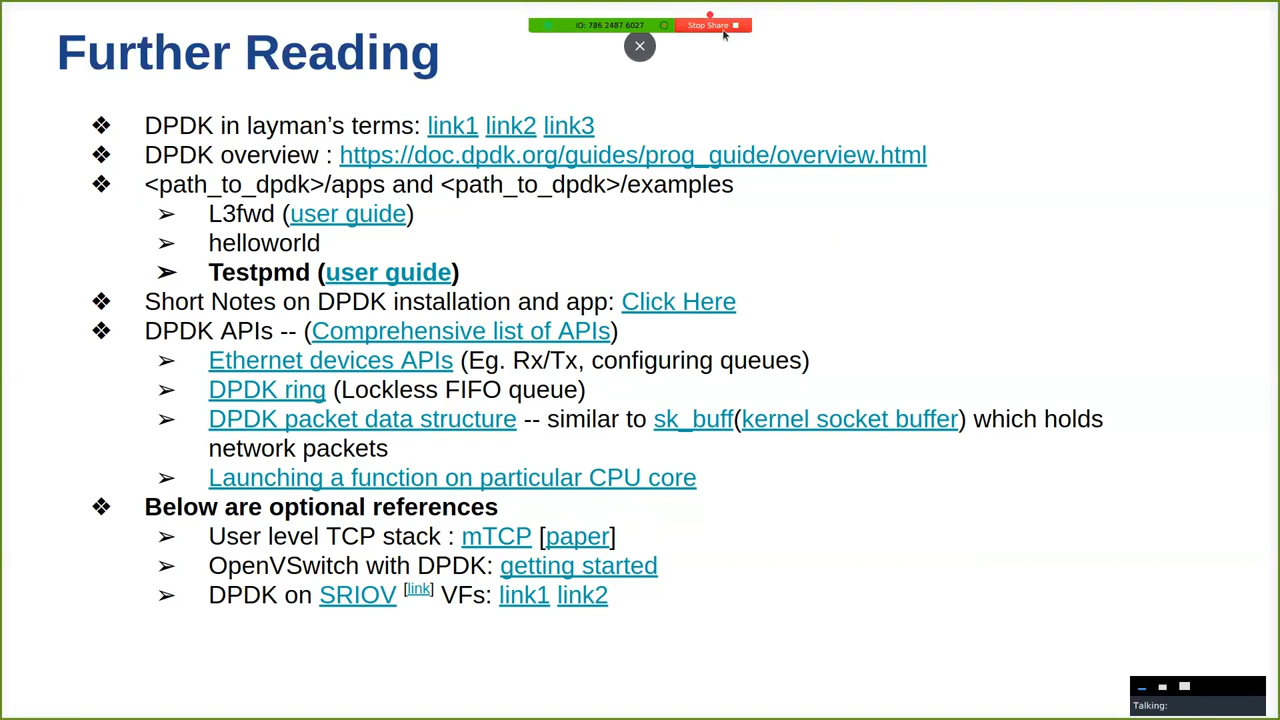 ID: 786 2487 6027 Stop Share
Further Reading
❖ DPDK in layman’s terms: link1 link2 link3
❖ DPDK overview : https://doc.dpdk.org/guides/prog_guide/overview.html
❖ <path_to_dpdk>/apps and <path_to_dpdk>/examples
➢ L3fwd (user guide)
➢ helloworld
➢ Testpmd (user guide)
❖ Short Notes on DPDK installation and app: Click Here
❖ DPDK APIs -- (Comprehensive list of APIs)
➢ Ethernet devices APIs (Eg. Rx/Tx, configuring queues)
➢ DPDK ring (Lockless FIFO queue)
➢ DPDK packet data structure -- similar to sk_buff(kernel socket buffer) which holds
network packets
➢ Launching a function on particular CPU core
❖ Below are optional references
➢ User level TCP stack : mTCP [paper]
➢ OpenVSwitch with DPDK: getting started
➢ DPDK on SRIOV [link] VFs: link1 link2
Talking: